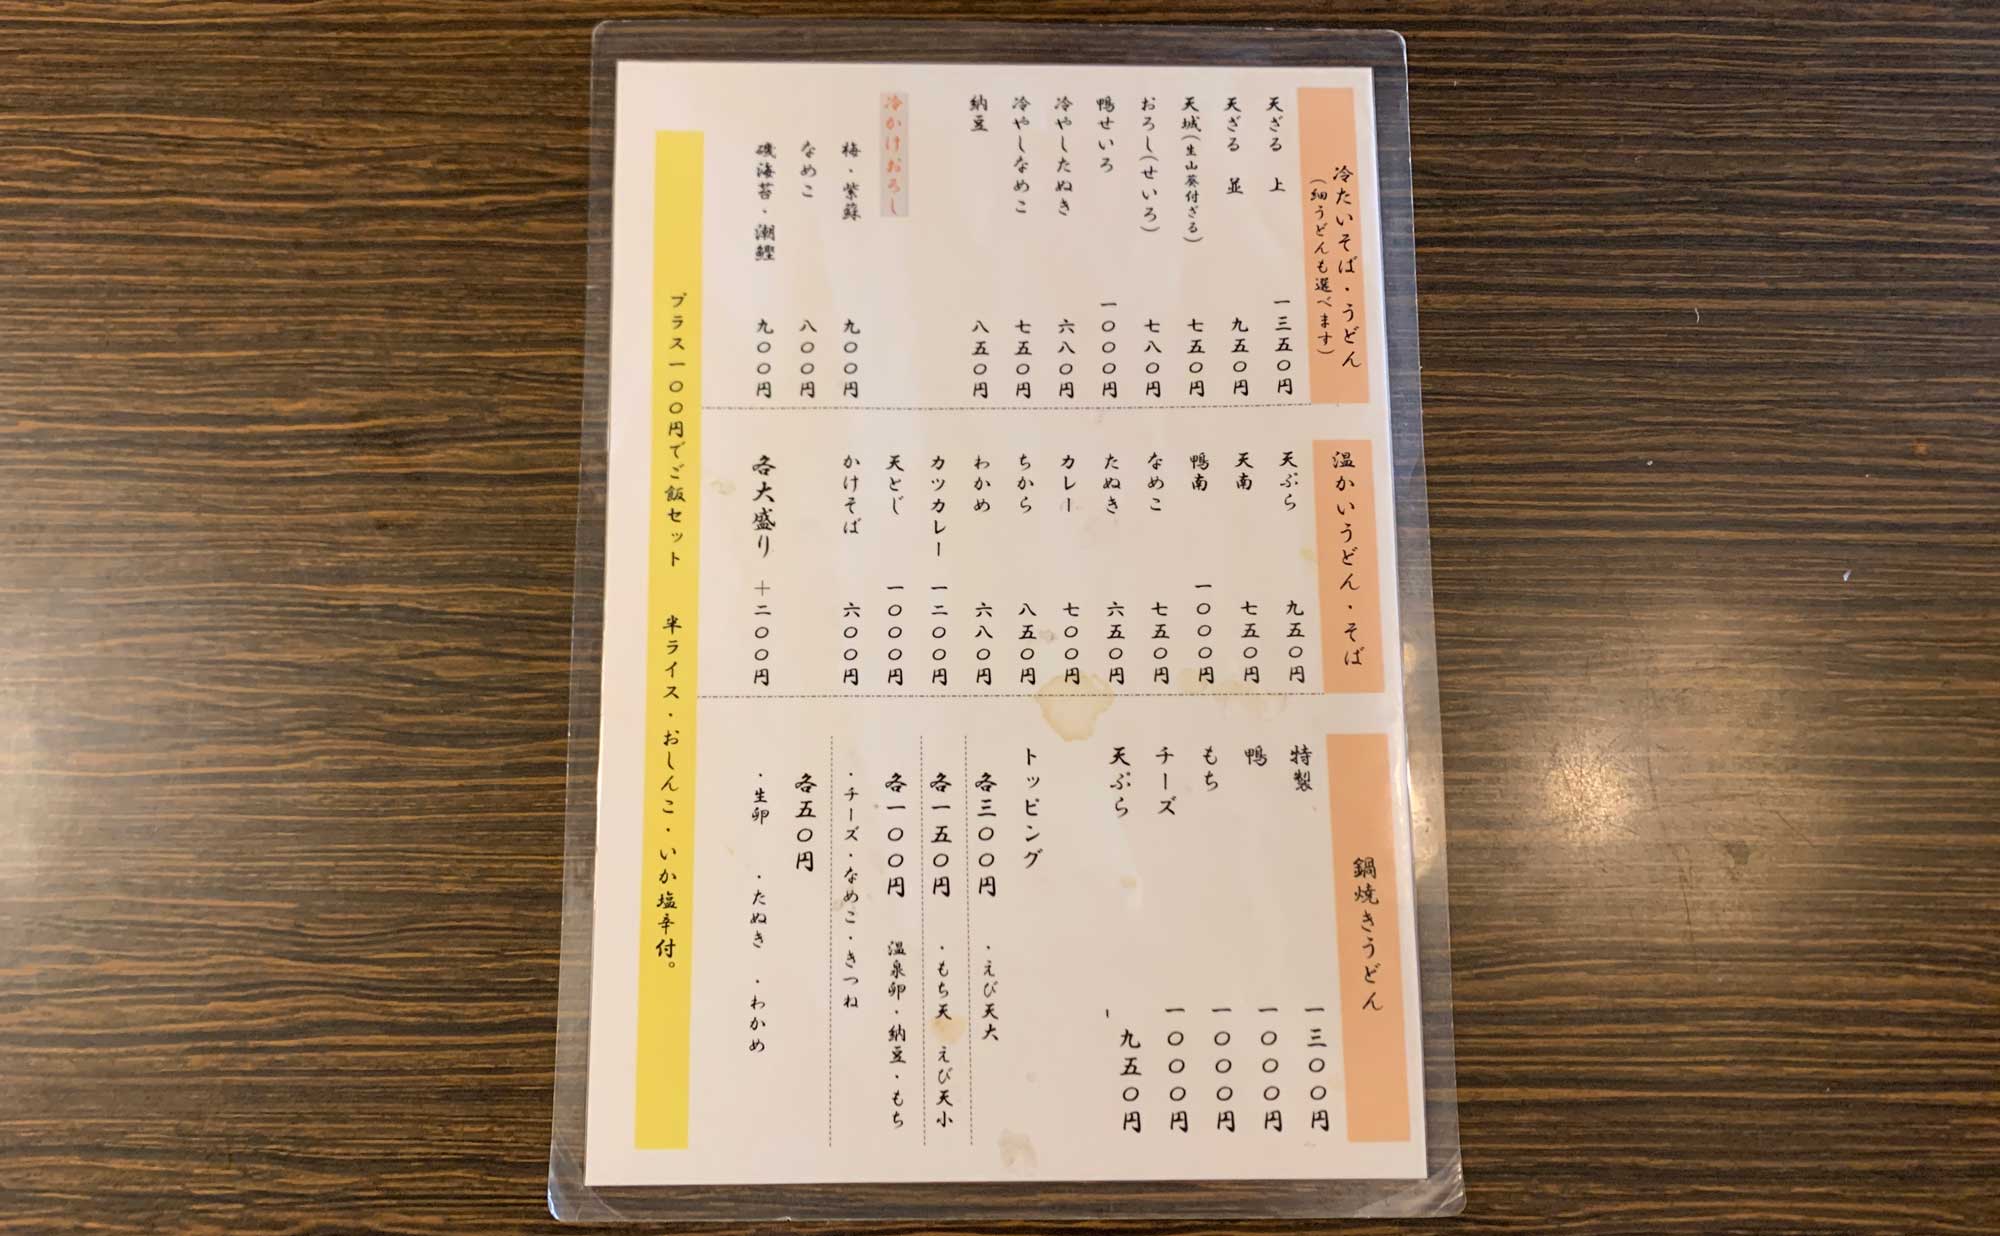 冷たいそば・うどん
(細うどんも選べます)
天ざる 上 一三五〇円
天ざる 並 九五〇円
天城(生山葵付ざる) 七五〇円
おろし(せいろ) 七八〇円
鴨せいろ 一〇〇〇円
冷やしたぬき 六八〇円
冷やしなめこ 七五〇円
納豆 八五〇円
冷かけおろし
梅・紫蘇 九〇〇円
なめこ 八〇〇円
磯海苔・潮鰹 九〇〇円
温かいうどん・そば
天ぷら 九五〇円
天南 七五〇円
鴨南 一〇〇〇円
なめこ 七五〇円
たぬき 六五〇円
カレー 七〇〇円
ちから 八五〇円
わかめ 六八〇円
カツカレー 一二〇〇円
天とじ 一〇〇〇円
かけそば 六〇〇円
各大盛り +二〇〇円
鍋焼きうどん
特製 一三〇〇円
鴨 一〇〇〇円
もち 一〇〇〇円
チーズ 一〇〇〇円
天ぷら 九五〇円
トッピング
各三〇〇円 ・えび天大
各一五〇円 ・もち天 えび天小
各一〇〇円 温泉卵・納豆・もち
・チーズ・なめこ・きつね
各五〇円
・生卵 ・たぬき ・わかめ
プラス一〇〇円でご飯セット 半ライス・おしんこ・いか塩辛付。